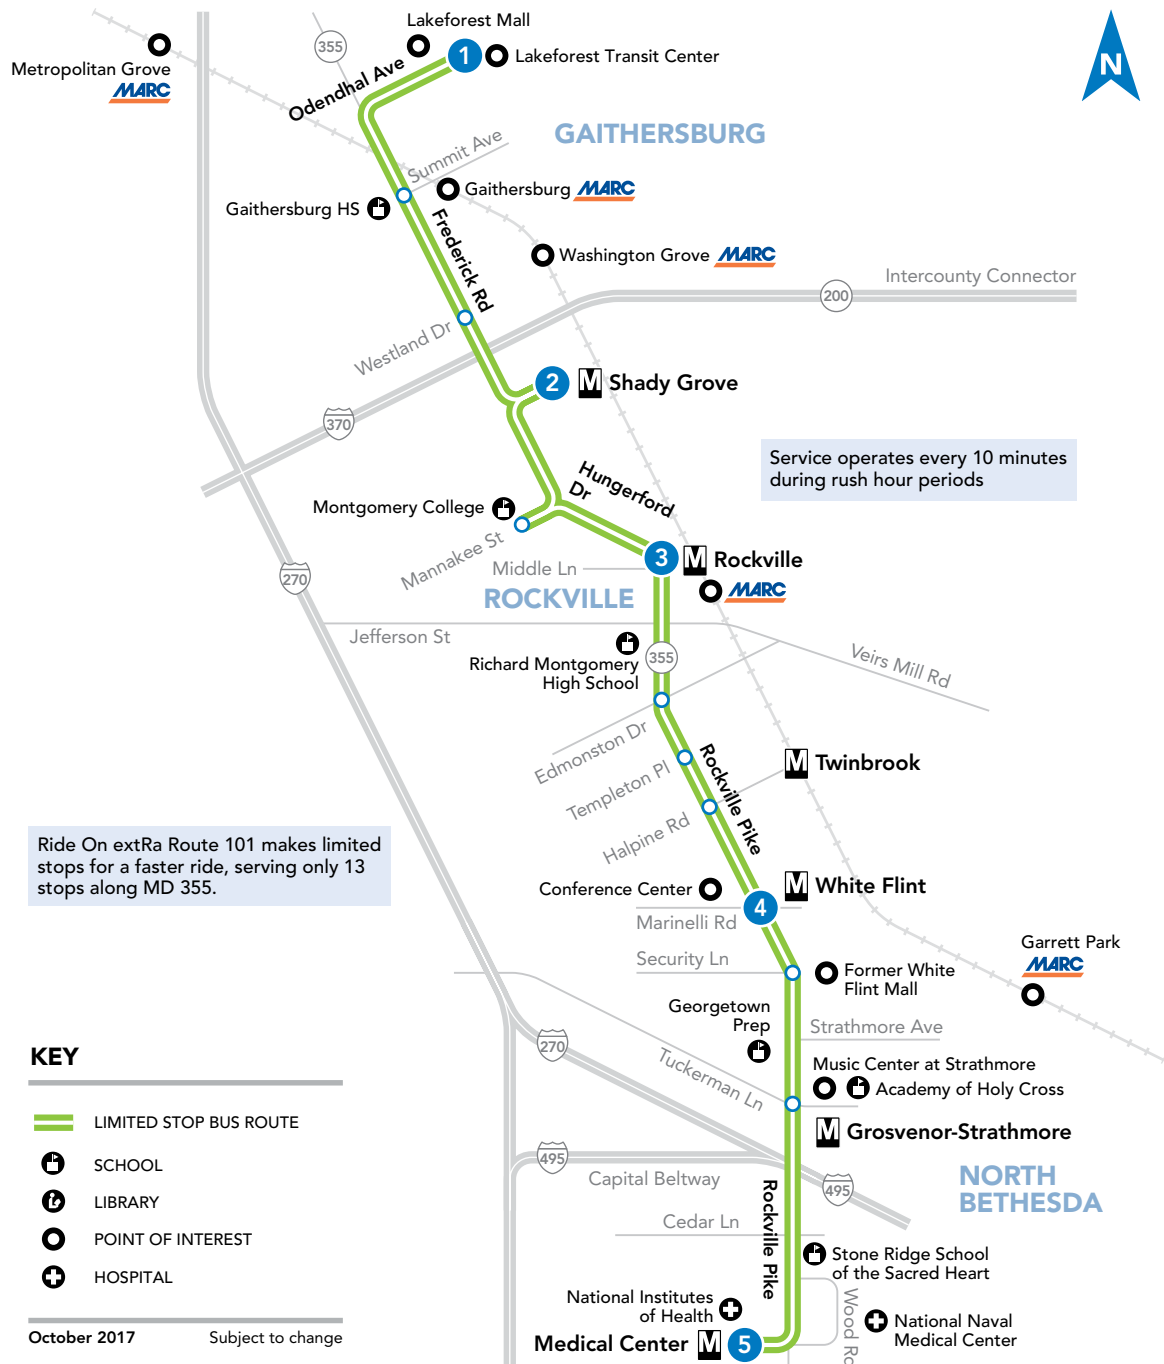 Lakeforest Mall
355
1
Lakeforest Transit Center
Metropolitan Grove
MARC
Odendhal Ave
N
GAITHERSBURG
Summit Ave
Gaithersburg MARC
Gaithersburg HS
Frederick Rd
Washington Grove MARC
Intercounty Connector
200
Westland Dr
2
M Shady Grove
370
Service operates every 10 minutes
during rush hour periods
Hungerford
Dr
Montgomery College
Mannakee St
3
M Rockville
Middle Ln
270
MARC
ROCKVILLE
Jefferson St
Richard Montgomery
High School
355
Veirs Mill Rd
Edmonston Dr
Rockville Pike
M Twinbrook
Templeton Pl
Halpine Rd
Ride On extRa Route 101 makes limited
stops for a faster ride, serving only 13
stops along MD 355.
Conference Center
M White Flint
4
Marinelli Rd
Security Ln
Former White
Flint Mall
Garrett Park
MARC
Georgetown
Prep
Strathmore Ave
270
Tuckerman Ln
Music Center at Strathmore
Academy of Holy Cross
M Grosvenor-Strathmore
495
Capital Beltway
495
NORTH
BETHESDA
Rockville Pike
Cedar Ln
Stone Ridge School
of the Sacred Heart
National Institutes
of Health
Wood Rd
National Naval
Medical Center
Medical Center M
5
KEY
LIMITED STOP BUS ROUTE
SCHOOL
LIBRARY
POINT OF INTEREST
HOSPITAL
October 2017
Subject to change